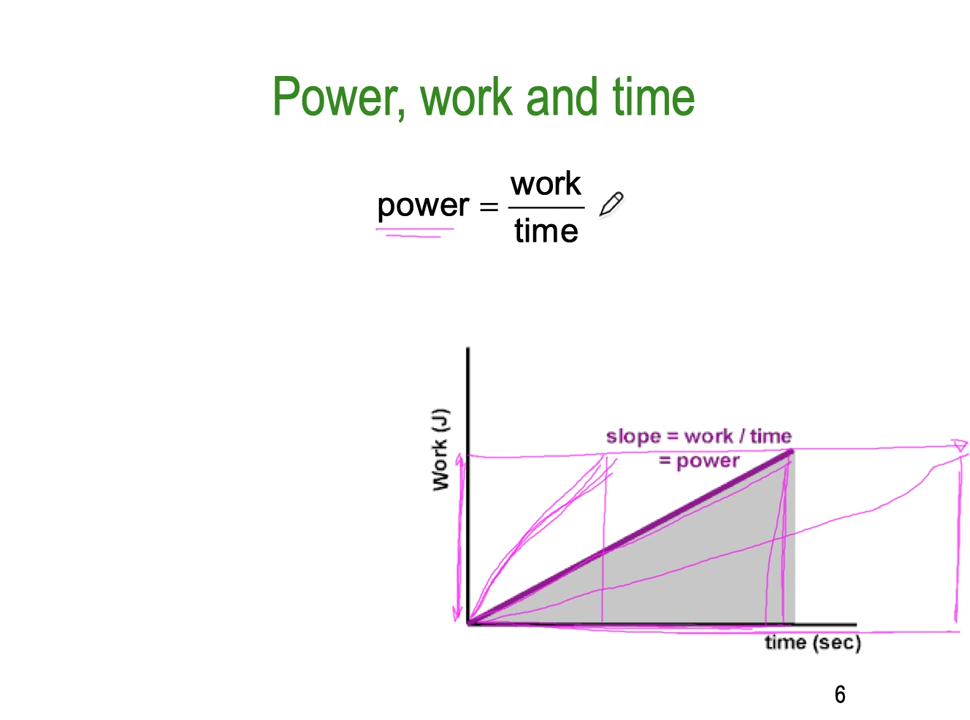 Power, work and time
power = work
time
slope = work / time
= power
Work (J)
time (sec)
6